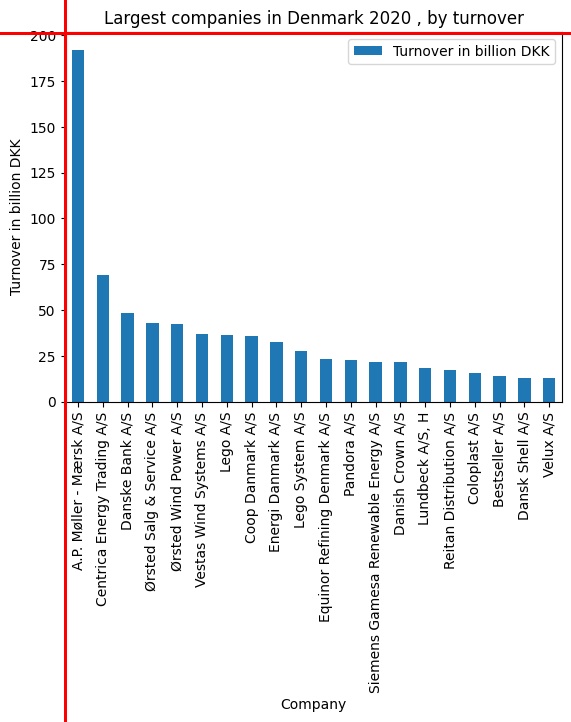 Largest companies in Denmark 2020 , by turnover
Turnover in billion DKK
Turnover in billion DKK
200
175
150
125
100
75
50
25
0
A.P. Møller - Mærsk A/S
Centrica Energy Trading A/S
Danske Bank A/S
Ørsted Salg & Service A/S
Ørsted Wind Power A/S
Vestas Wind Systems A/S
Lego A/S
Coop Danmark A/S
Energi Danmark A/S
Lego System A/S
Equinor Refining Denmark A/S
Pandora A/S
Siemens Gamesa Renewable Energy A/S
Danish Crown A/S
Lundbeck A/S, H
Reitan Distribution A/S
Coloplast A/S
Bestseller A/S
Dansk Shell A/S
Velux A/S
Company